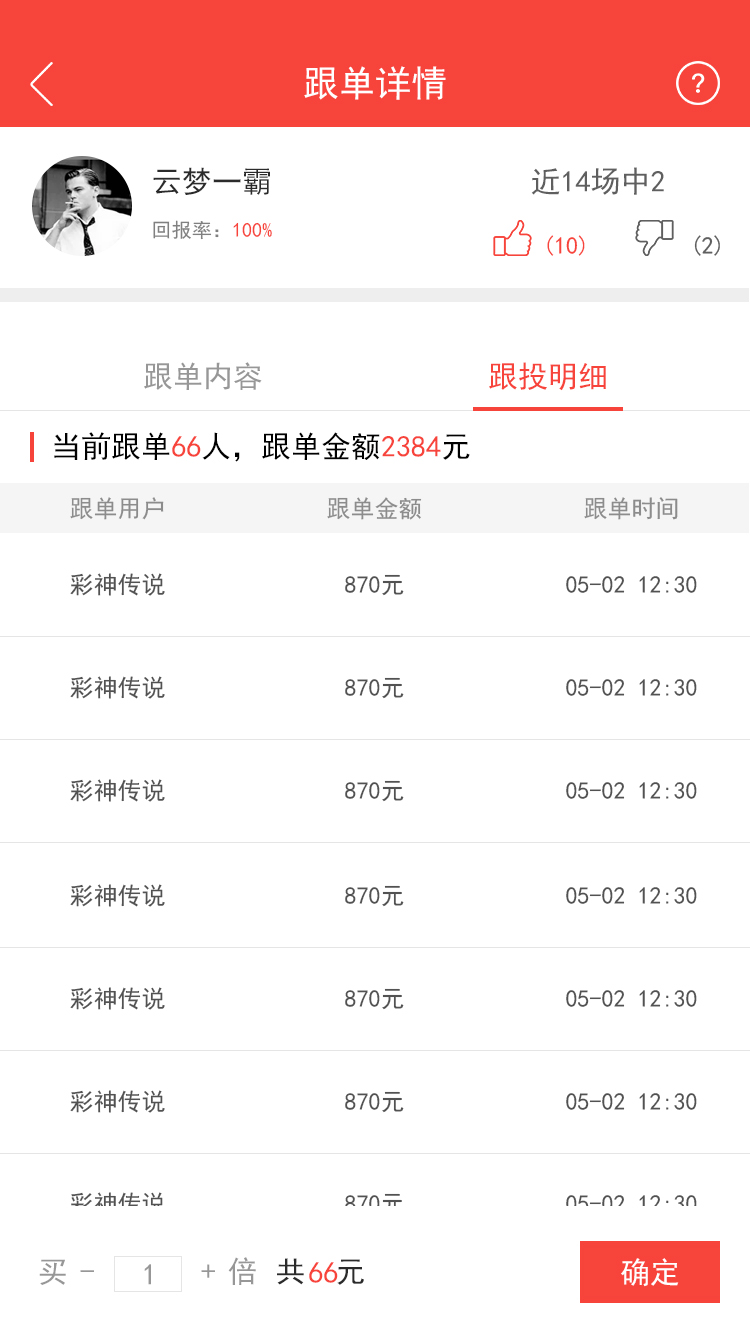 跟单详情 ?
云梦一霸 近14场中2
回报率：100% (10) (2)
跟单内容 跟投明细
当前跟单66人，跟单金额2384元
跟单用户 跟单金额 跟单时间
彩神传说 870元 05-02 12:30
彩神传说 870元 05-02 12:30
彩神传说 870元 05-02 12:30
彩神传说 870元 05-02 12:30
彩神传说 870元 05-02 12:30
彩神传说 870元 05-02 12:30
彩神传说 870元 05-02 12:30
买 - 1 + 倍 共66元 确定